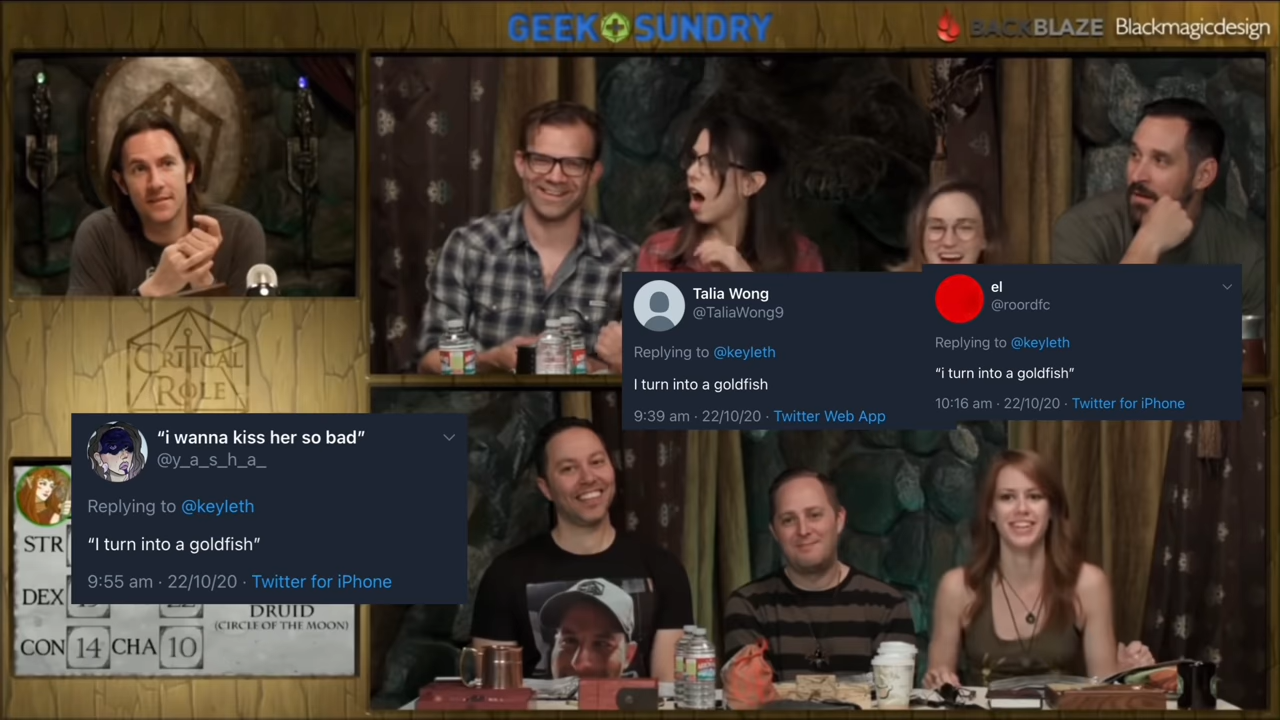 GEEK SUNDRY
BACKBLAZE Blackmagicdesign
CRITICAL
ROLE
Talia Wong
@TaliaWong9
Replying to @keyleth
I turn into a goldfish
9:39 am · 22/10/20 · Twitter Web App
el
@roordfc
Replying to @keyleth
“i turn into a goldfish”
10:16 am · 22/10/20 · Twitter for iPhone
“i wanna kiss her so bad”
@y_a_s_h_a_
Replying to @keyleth
“I turn into a goldfish”
9:55 am · 22/10/20 · Twitter for iPhone
STR
DEX
DRUID
(CIRCLE OF THE MOON)
CON 14 CHA 10